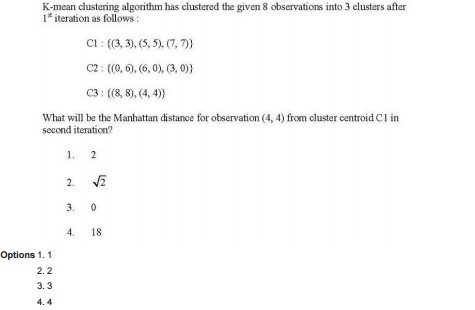 K-mean clustering algorithm has clustered the given 8 observations into 3 clusters after
1st iteration as follows :
C1 : {(3, 3), (5, 5), (7, 7)}
C2 : {(0, 6), (6, 0), (3, 0)}
C3 : {(8, 8), (4, 4)}
What will be the Manhattan distance for observation (4, 4) from cluster centroid C1 in
second iteration?
1. 2
2. √2
3. 0
4. 18
Options 1. 1
2. 2
3. 3
4. 4